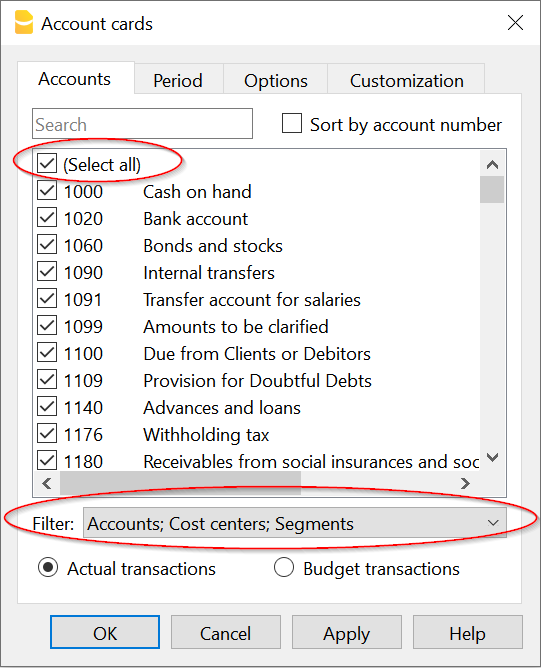 Account cards
Accounts Period Options Customization
Search Sort by account number
(Select all)
1000 Cash on hand
1020 Bank account
1060 Bonds and stocks
1090 Internal transfers
1091 Transfer account for salaries
1099 Amounts to be clarified
1100 Due from Clients or Debitors
1109 Provision for Doubtful Debts
1140 Advances and loans
1176 Withholding tax
1180 Receivables from social insurances and soc
Filter: Accounts; Cost centers; Segments
Actual transactions Budget transactions
OK Cancel Apply Help